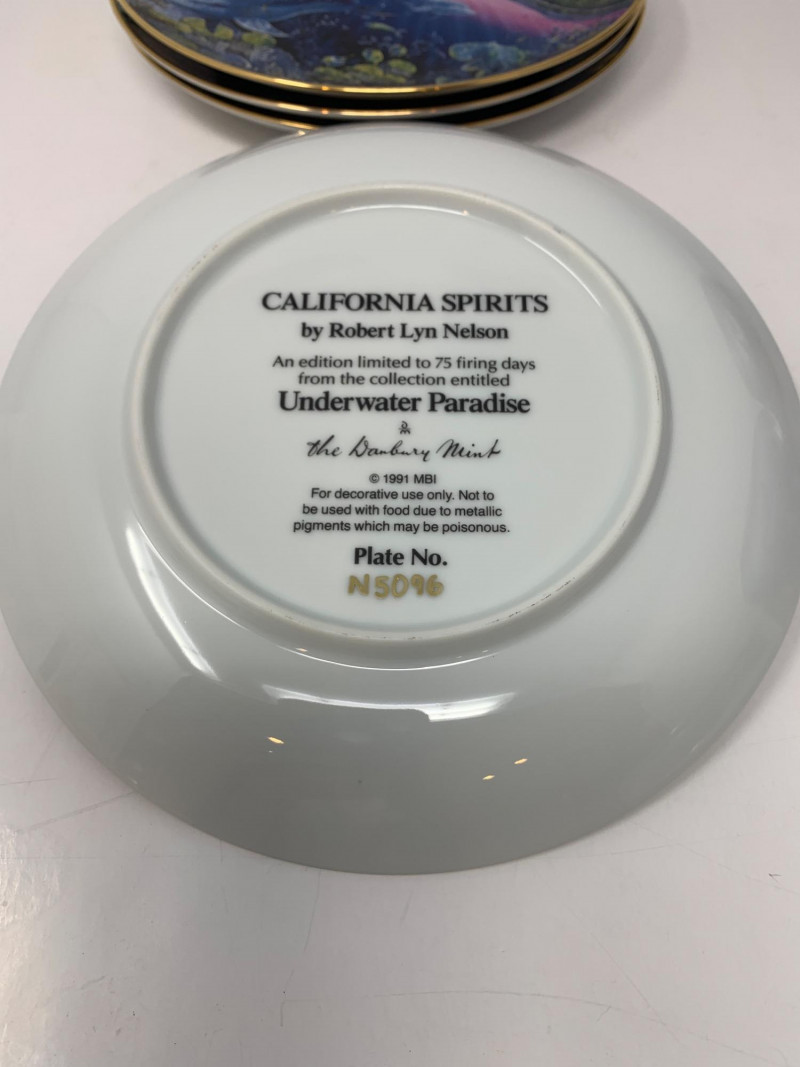 CALIFORNIA SPIRITS
by Robert Lyn Nelson
An edition limited to 75 firing days
from the collection entitled
Underwater Paradise
the Danbury Mint
© 1991 MBI
For decorative use only. Not to
be used with food due to metallic
pigments which may be poisonous.
Plate No.
N5096